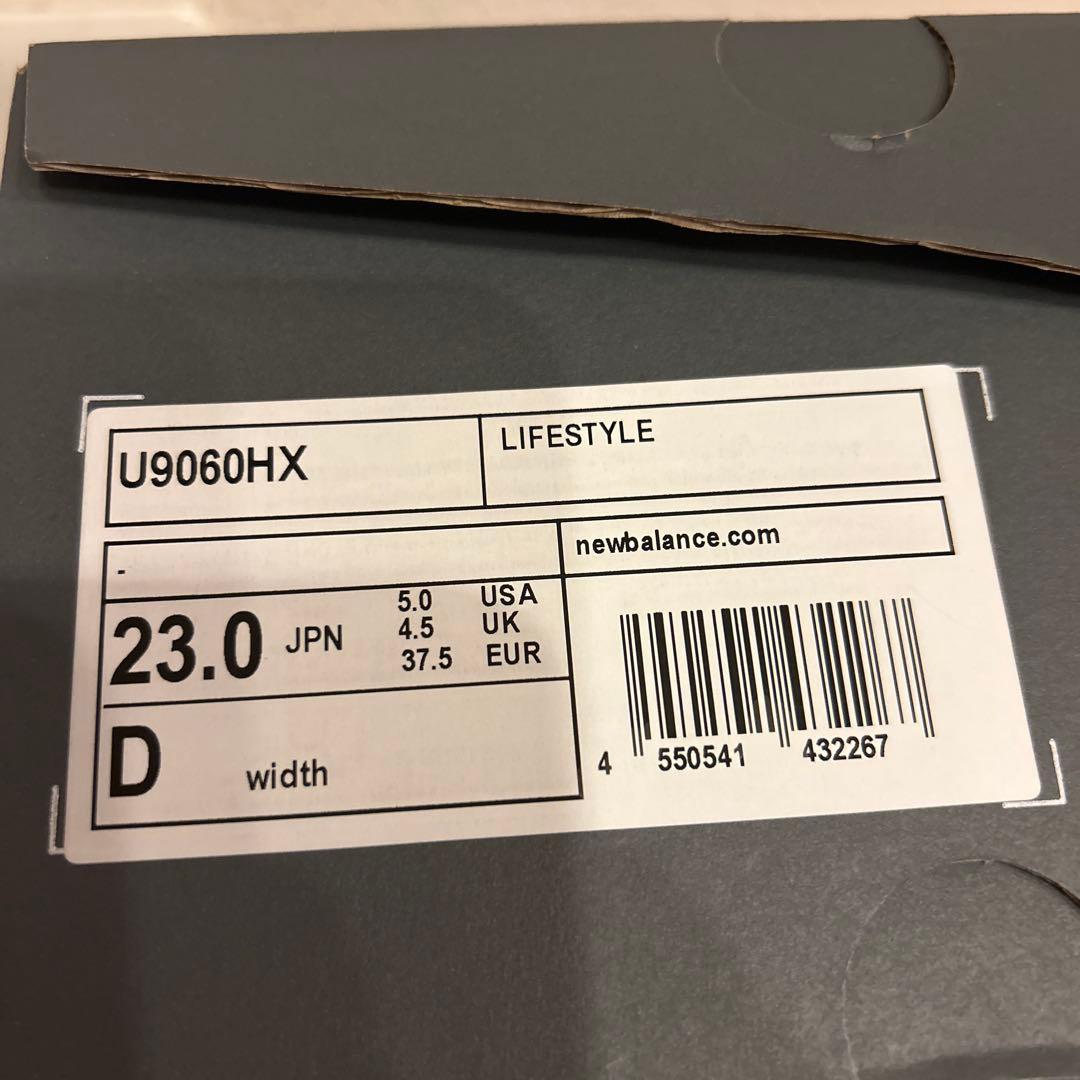 U9060HX
LIFESTYLE
-
newbalance.com
23.0 JPN
5.0 USA
4.5 UK
37.5 EUR
D width
4 550541 432267